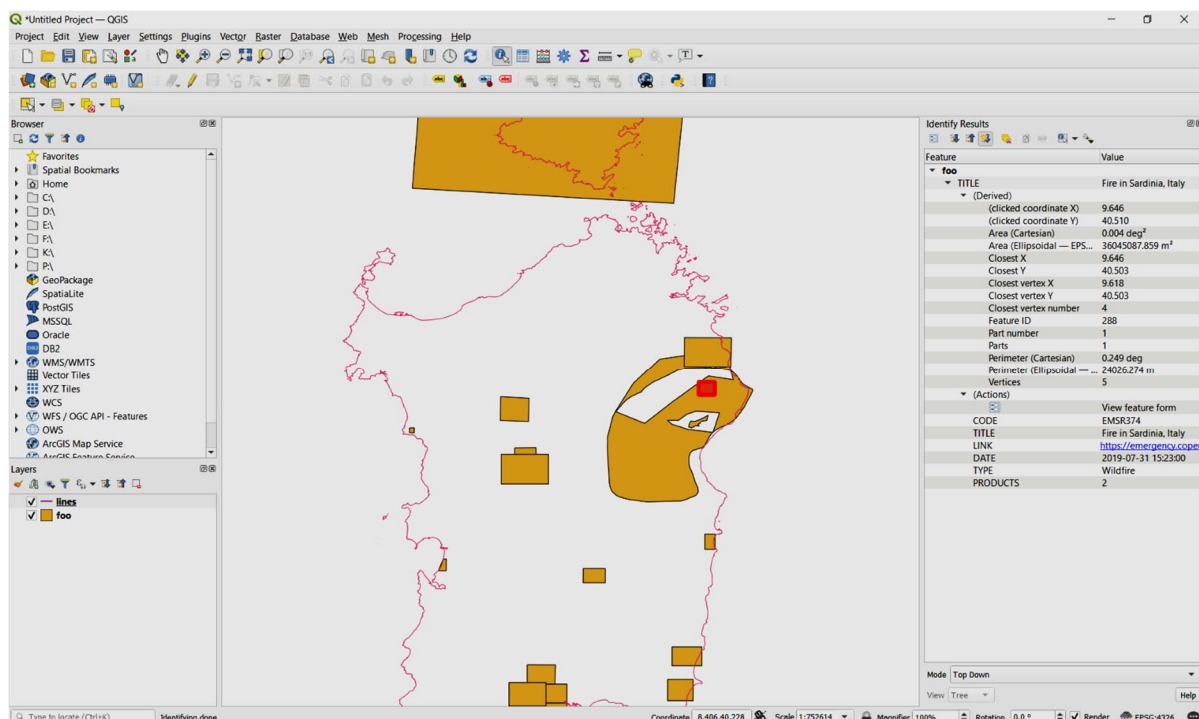 *Untitled Project — QGIS
Project Edit View Layer Settings Plugins Vector Raster Database Web Mesh Processing Help
Browser
Favorites
Spatial Bookmarks
Home
C:\
D:\
E:\
F:\
K:\
P:\
GeoPackage
SpatiaLite
PostGIS
MSSQL
Oracle
DB2
WMS/WMTS
Vector Tiles
XYZ Tiles
WCS
WFS / OGC API - Features
OWS
ArcGIS Map Service
ArcGIS Feature Service
Layers
lines
foo
Identify Results
Feature Value
foo
TITLE Fire in Sardinia, Italy
(Derived)
(clicked coordinate X) 9.646
(clicked coordinate Y) 40.510
Area (Cartesian) 0.004 deg²
Area (Ellipsoidal — EPS... 36045087.859 m²
Closest X 9.646
Closest Y 40.503
Closest vertex X 9.618
Closest vertex Y 40.503
Closest vertex number 4
Feature ID 288
Part number 1
Parts 1
Perimeter (Cartesian) 0.249 deg
Perimeter (Ellipsoidal — ... 24026.274 m
Vertices 5
(Actions)
View feature form
CODE EMSR374
TITLE Fire in Sardinia, Italy
LINK https://emergency.coper
DATE 2019-07-31 15:23:00
TYPE Wildfire
PRODUCTS 2
Mode Top Down
View Tree Help
Type to locate (Ctrl+K) Identifying done. Coordinate 8.406,40.228 Scale 1:752614 Magnifier 100% Rotation 0.0 ° Render EPSG:4326